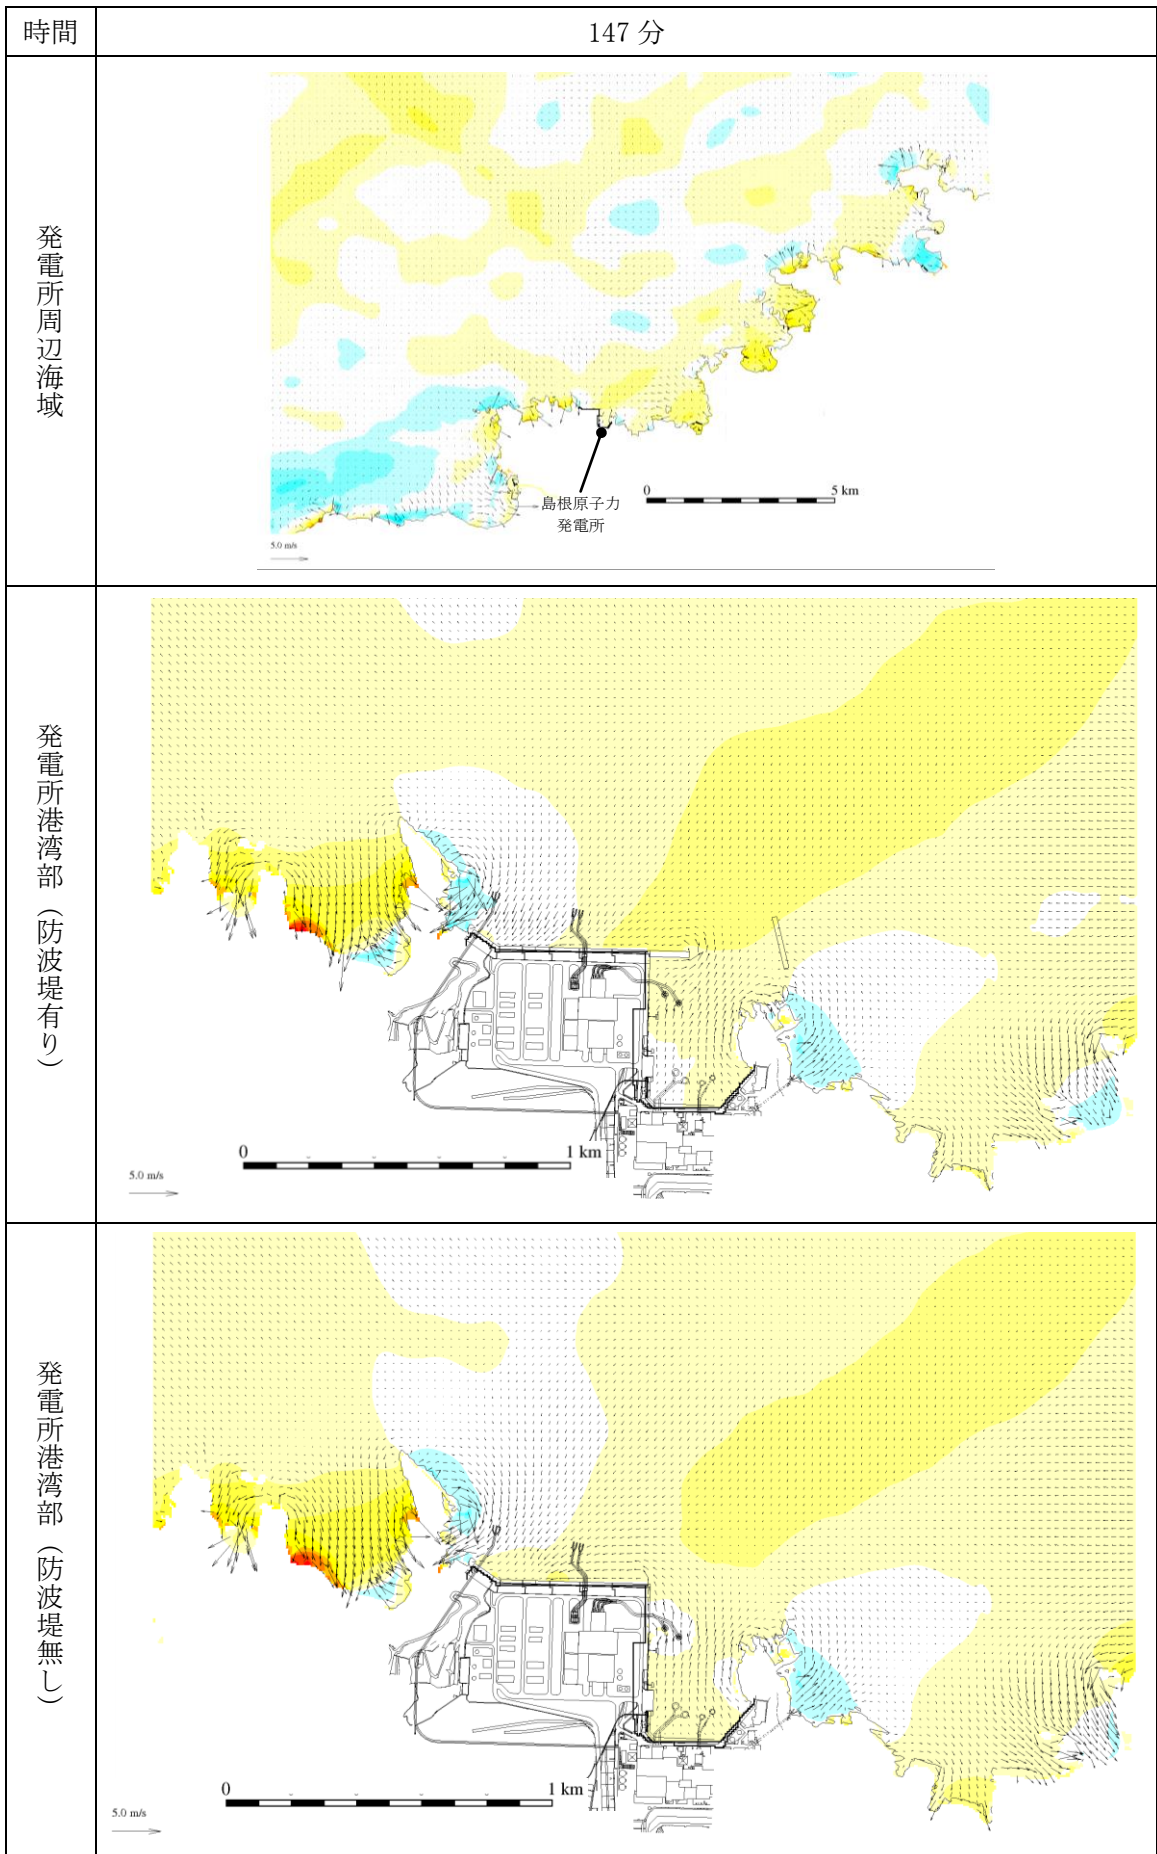 時間
147 分
発電所周辺海域
島根原子力
発電所
0
5 km
5.0 m/s
発電所港湾部（防波堤有り）
0
1 km
5.0 m/s
発電所港湾部（防波堤無し）
0
1 km
5.0 m/s